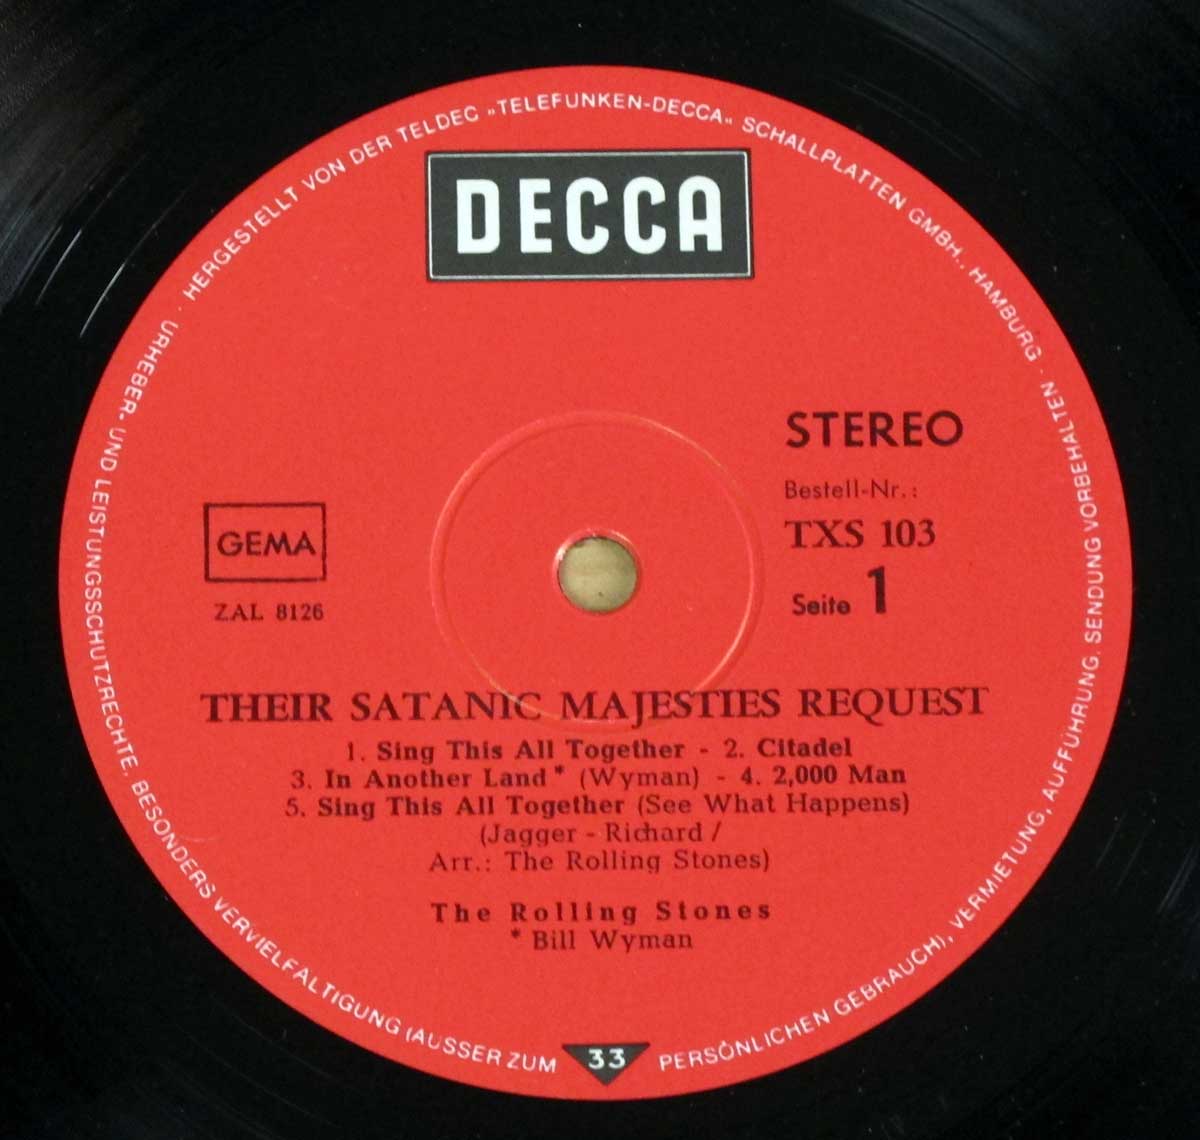 HERGESTELLT VON DER TELDEC „TELEFUNKEN-DECCA“ SCHALLPLATTEN GMBH., HAMBURG · URHEBER- UND LEISTUNGSSCHUTZRECHTE, BESONDERS VERVIELFÄLTIGUNG (AUSSER ZUM PERSÖNLICHEN GEBRAUCH), VERMIETUNG, AUFFÜHRUNG, SENDUNG VORBEHALTEN ·
DECCA
STEREO
Bestell-Nr.:
TXS 103
Seite 1
GEMA
ZAL 8126
THEIR SATANIC MAJESTIES REQUEST
1. Sing This All Together - 2. Citadel
3. In Another Land * (Wyman) - 4. 2,000 Man
5. Sing This All Together (See What Happens)
(Jagger - Richard /
Arr.: The Rolling Stones)
The Rolling Stones
* Bill Wyman
33